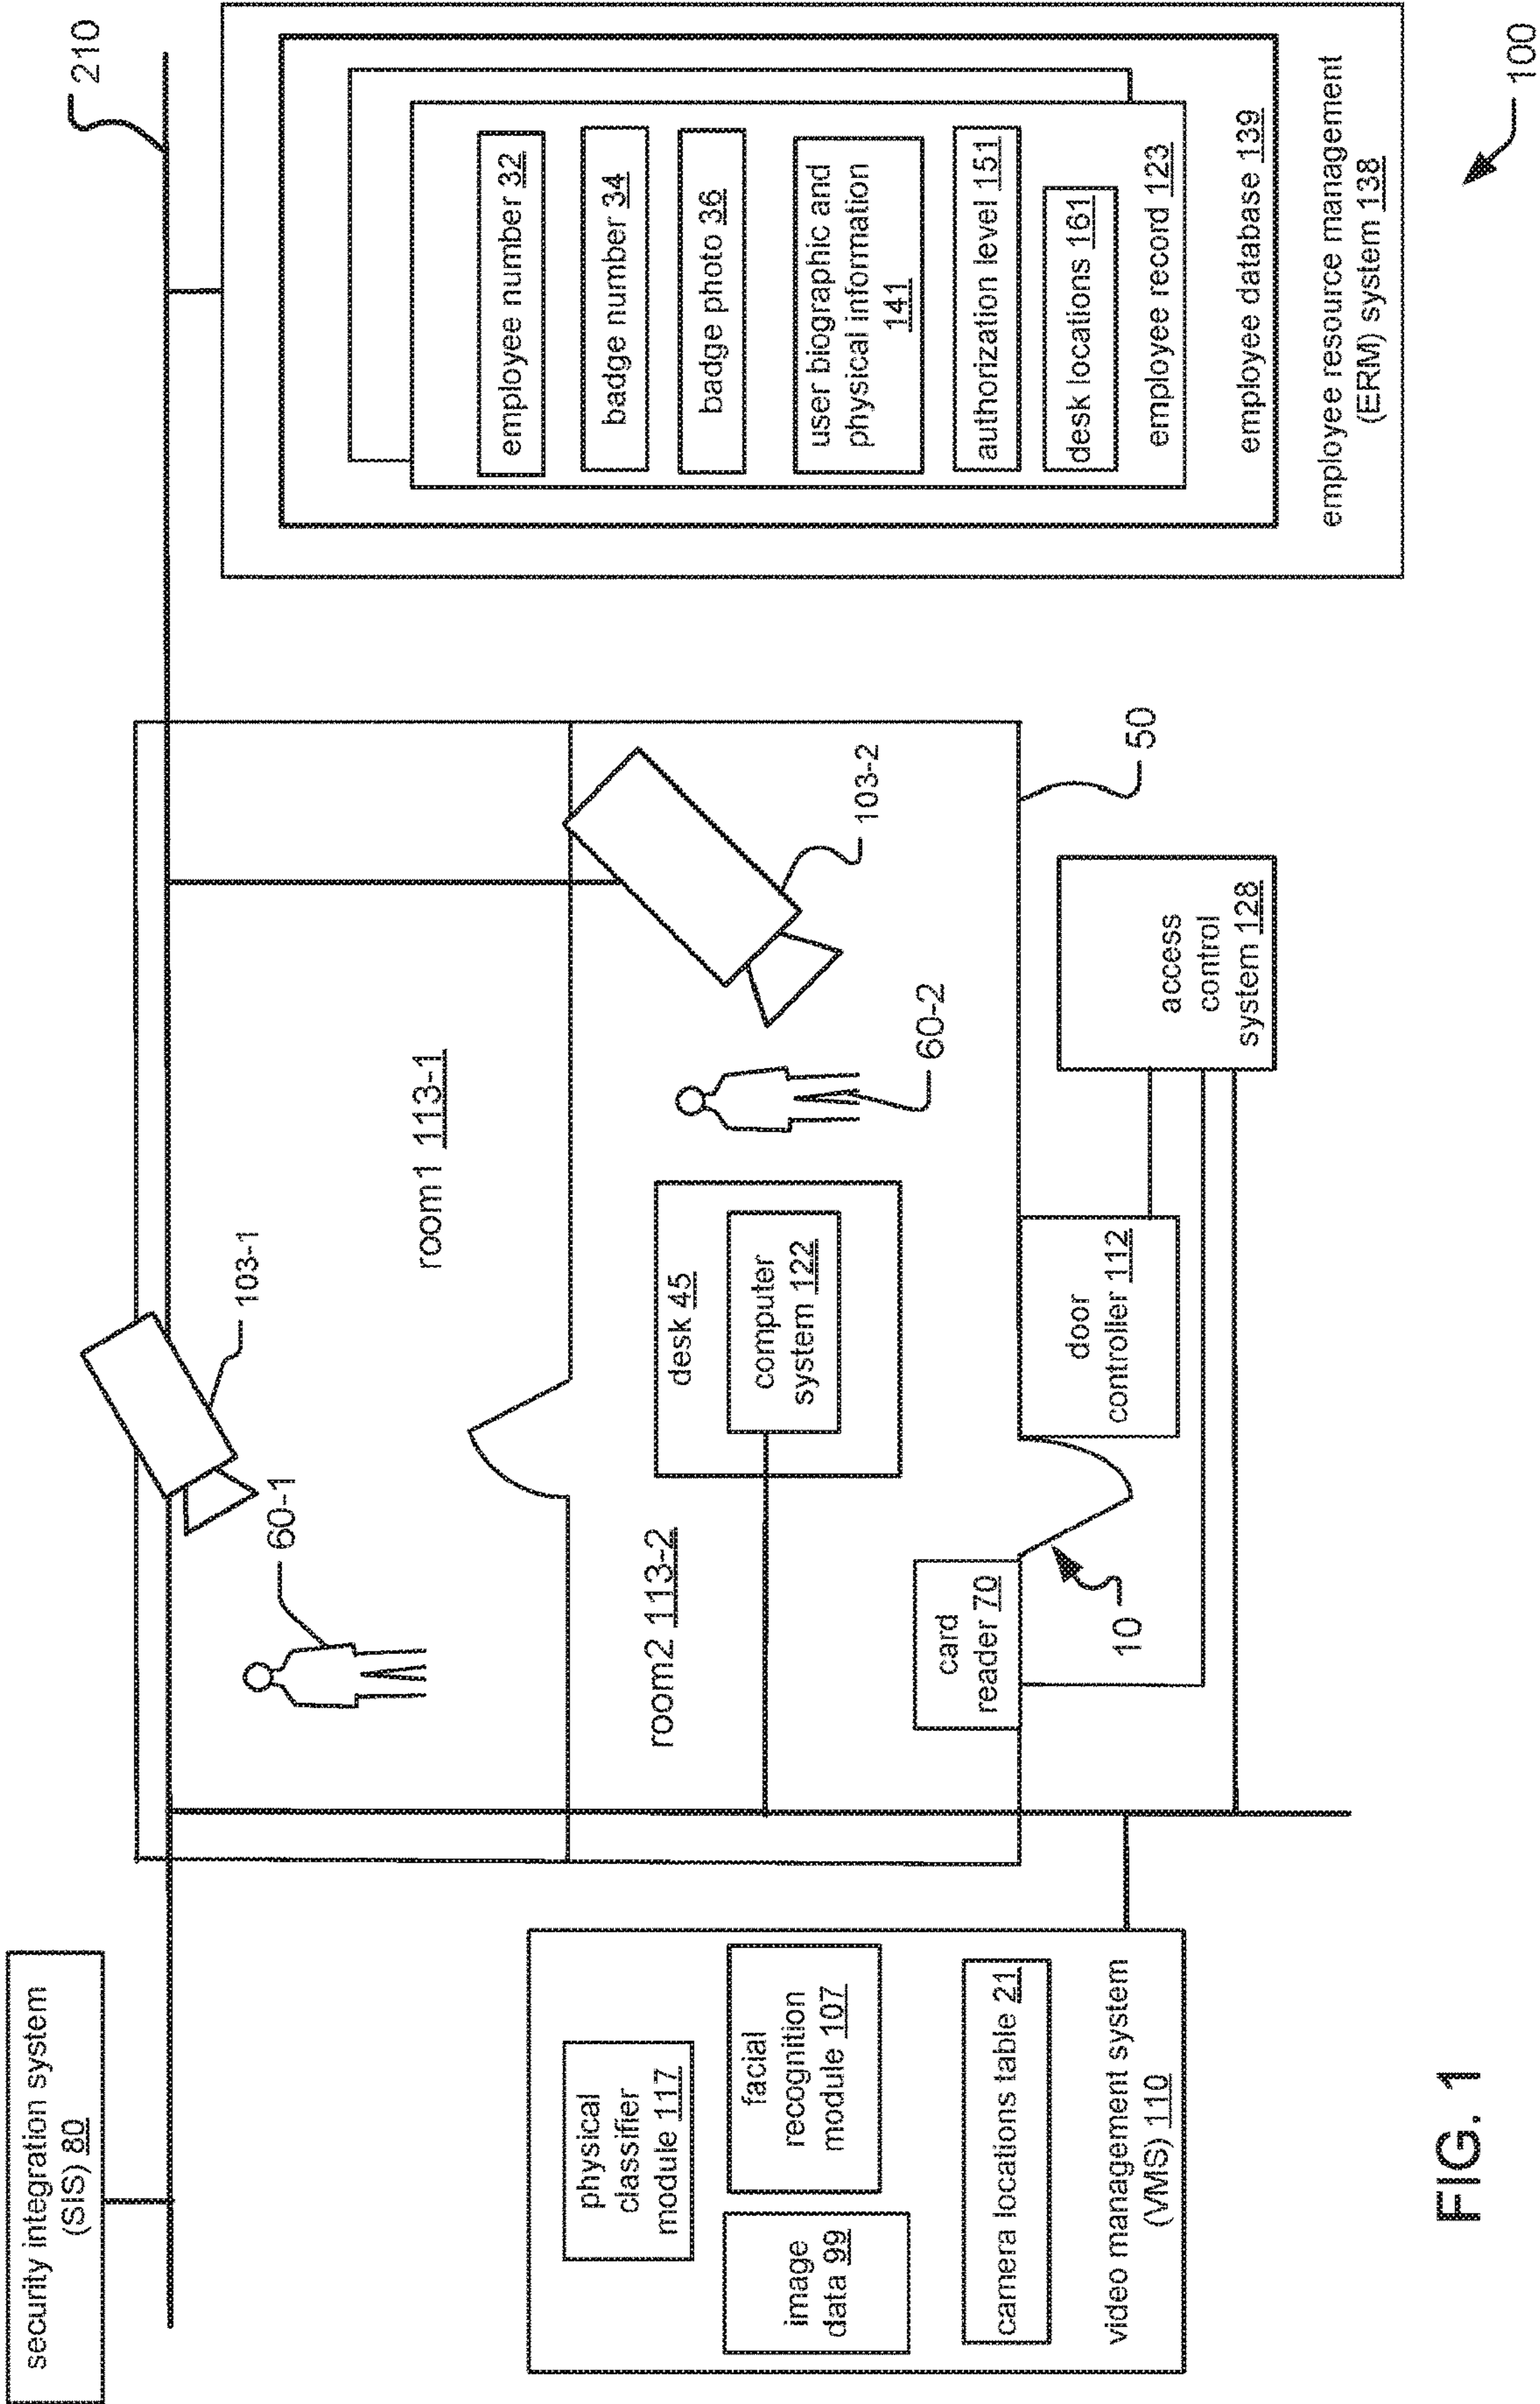 security integration system
(SIS) 80
210
103-1
60-1
room1 113-1
room2 113-2
desk 45
computer
system 122
103-2
60-2
card
reader 70
10
door
controller 112
access
control
system 128
50
physical
classifier
module 117
image
data 99
facial
recognition
module 107
camera locations table 21
video management system
(VMS) 110
employee number 32
badge number 34
badge photo 36
user biographic and
physical information
141
authorization level 151
desk locations 161
employee record 123
employee database 139
employee resource management
(ERM) system 138
100
FIG. 1